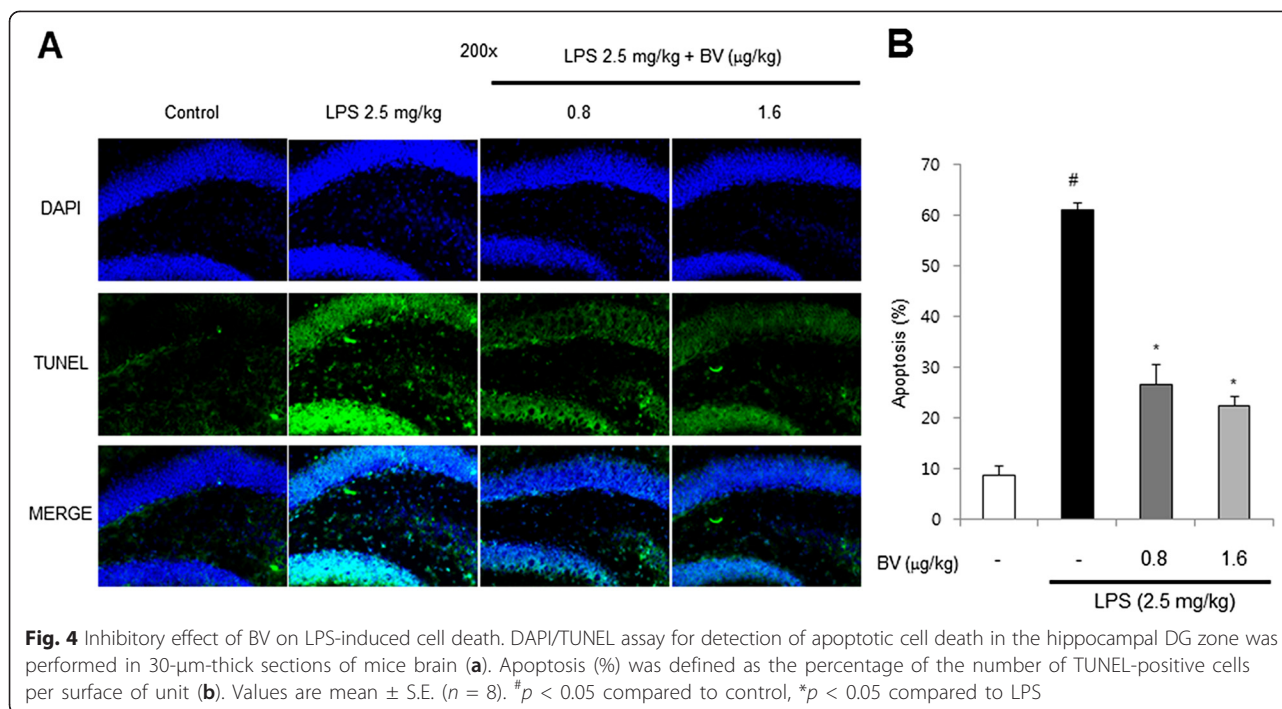 A
B
200x
LPS 2.5 mg/kg + BV (µg/kg)
Control
LPS 2.5 mg/kg
0.8
1.6
DAPI
TUNEL
MERGE
Apoptosis (%)
70
60
50
40
30
20
10
0
#
*
*
BV (µg/kg)
-
-
0.8
1.6
LPS (2.5 mg/kg)
Fig. 4 Inhibitory effect of BV on LPS-induced cell death. DAPI/TUNEL assay for detection of apoptotic cell death in the hippocampal DG zone was
performed in 30-µm-thick sections of mice brain (a). Apoptosis (%) was defined as the percentage of the number of TUNEL-positive cells
per surface of unit (b). Values are mean ± S.E. (n = 8). #p < 0.05 compared to control, *p < 0.05 compared to LPS